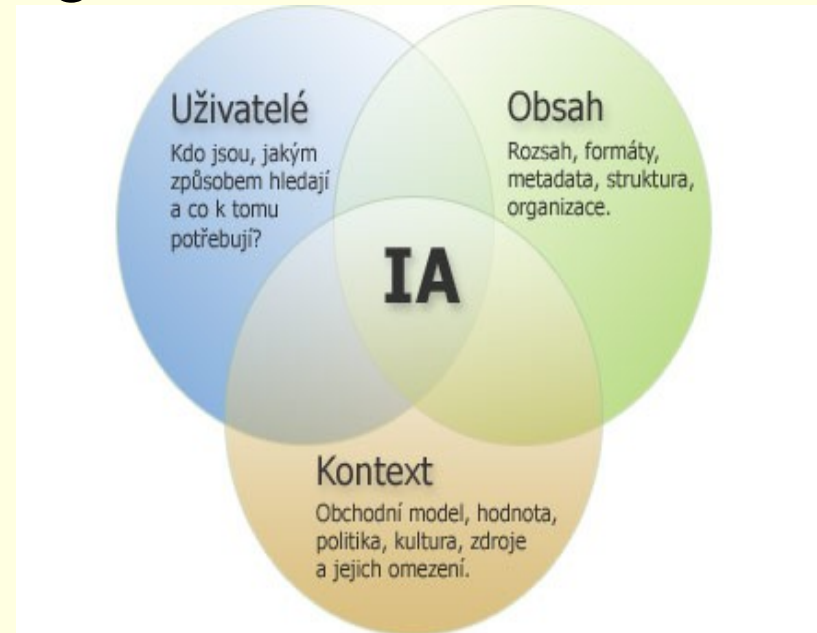 Uživatelé
Kdo jsou, jakým
způsobem hledají
a co k tomu
potřebují?
Obsah
Rozsah, formáty,
metadata, struktura,
organizace.
IA
Kontext
Obchodní model, hodnota,
politika, kultura, zdroje
a jejich omezení.